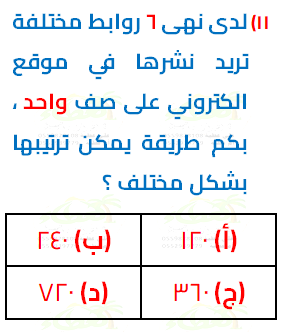 ١١) لدى نهى ٦ روابط مختلفة
تريد نشرها في موقع
الكتروني على صف واحد ،
بكم طريقة يمكن ترتيبها
بشكل مختلف ؟
(أ) ١٢٠ (ب) ٢٤٠
(ج) ٣٦٠ (د) ٧٢٠